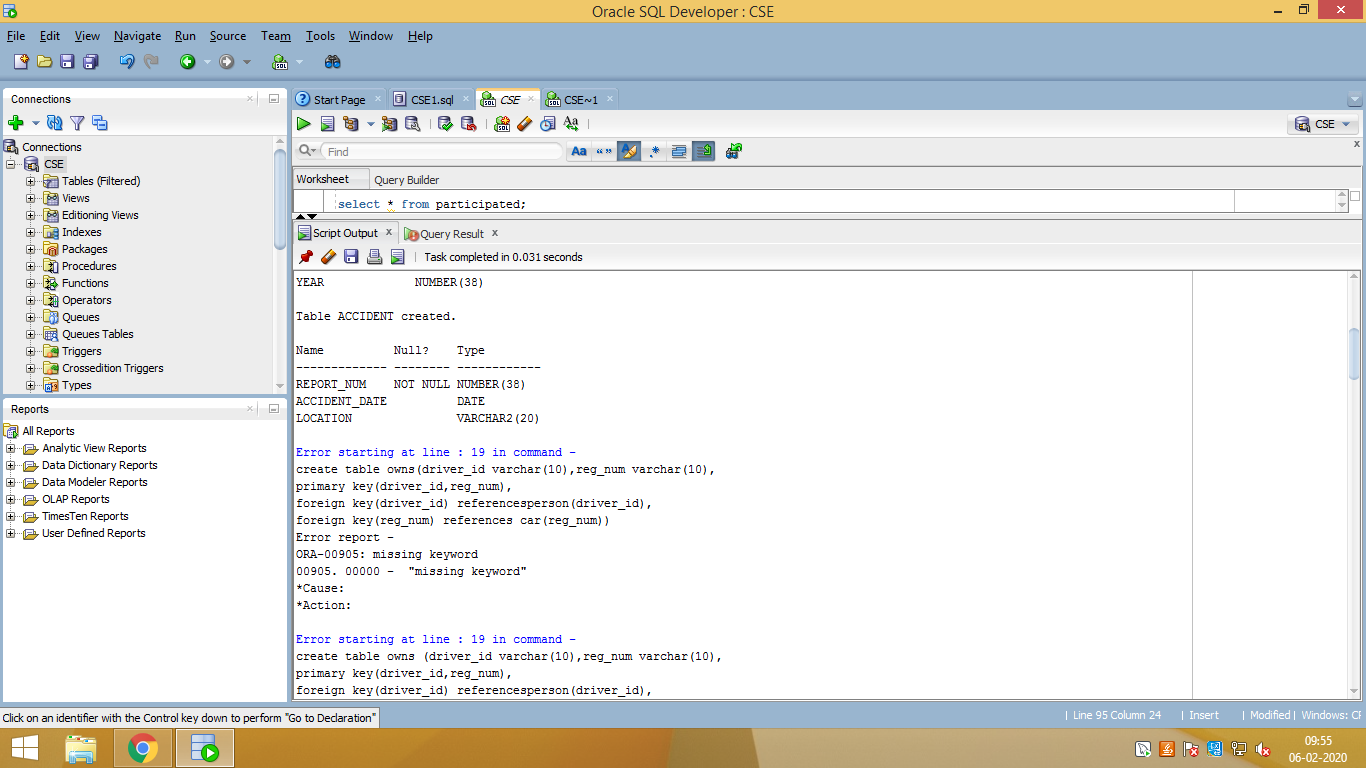 Oracle SQL Developer : CSE
File Edit View Navigate Run Source Team Tools Window Help
Connections
Connections
CSE
Tables (Filtered)
Views
Editioning Views
Indexes
Packages
Procedures
Functions
Operators
Queues
Queues Tables
Triggers
Crossedition Triggers
Types
Reports
All Reports
Analytic View Reports
Data Dictionary Reports
Data Modeler Reports
OLAP Reports
TimesTen Reports
User Defined Reports
Start Page CSE1.sql CSE CSE~1
CSE
Find
Worksheet Query Builder
select * from participated;
Script Output Query Result
Task completed in 0.031 seconds
YEAR NUMBER(38)
Table ACCIDENT created.
Name Null? Type
------------- -------- ------------
REPORT_NUM NOT NULL NUMBER(38)
ACCIDENT_DATE DATE
LOCATION VARCHAR2(20)
Error starting at line : 19 in command -
create table owns(driver_id varchar(10),reg_num varchar(10),
primary key(driver_id,reg_num),
foreign key(driver_id) referencesperson(driver_id),
foreign key(reg_num) references car(reg_num))
Error report -
ORA-00905: missing keyword
00905. 00000 - "missing keyword"
*Cause:
*Action:
Error starting at line : 19 in command -
create table owns (driver_id varchar(10),reg_num varchar(10),
primary key(driver_id,reg_num),
foreign key(driver_id) referencesperson(driver_id),
Click on an identifier with the Control key down to perform "Go to Declaration"
Line 95 Column 24 Insert Modified Windows: CF
09:55
06-02-2020